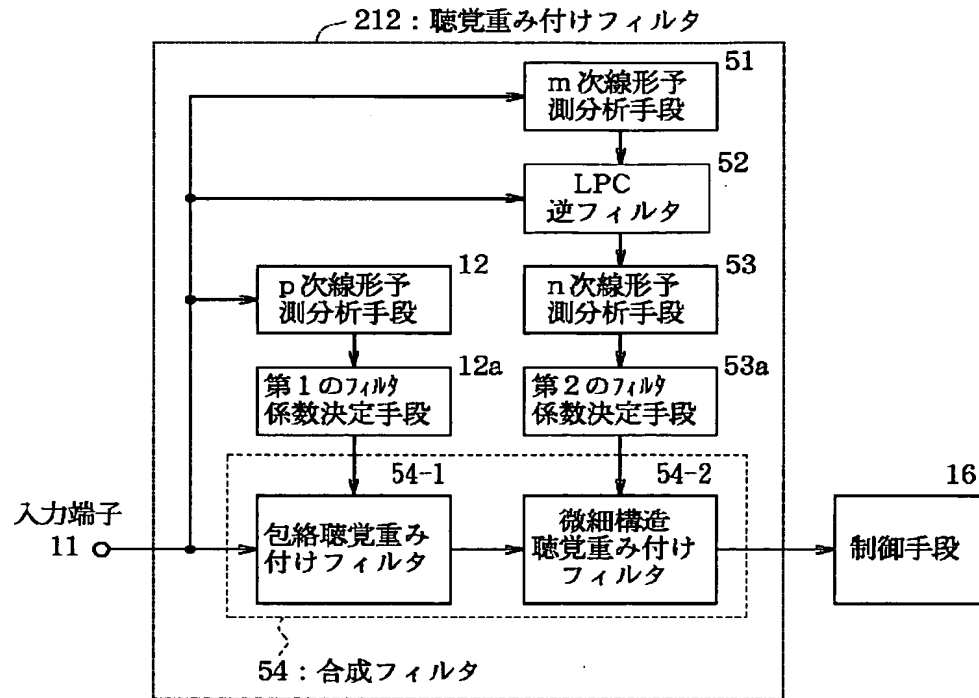 212：聴覚重み付けフィルタ
51
m次線形予
測分析手段
52
LPC
逆フィルタ
12
p次線形予
測分析手段
53
n次線形予
測分析手段
12a
第1のフィルタ
係数決定手段
53a
第2のフィルタ
係数決定手段
54-1
54-2
16
入力端子
11
包絡聴覚重み
付けフィルタ
微細構造
聴覚重み付け
フィルタ
制御手段
54：合成フィルタ